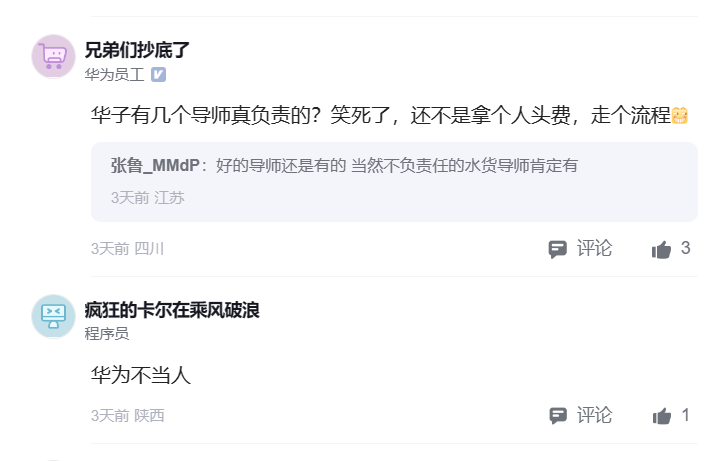 兄弟们抄底了
华为员工 V
华子有几个导师真负责的？笑死了，还不是拿个人头费，走个流程
张鲁_MMdP：好的导师还是有的 当然不负责任的水货导师肯定有
3天前 江苏
3天前 四川 评论 3
疯狂的卡尔在乘风破浪
程序员
华为不当人
3天前 陕西 评论 1